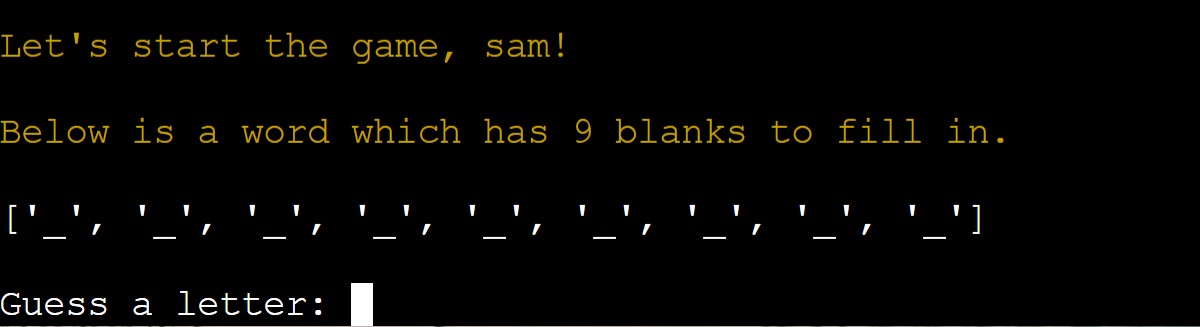 Let's start the game, sam!
Below is a word which has 9 blanks to fill in.
['_', '_', '_', '_', '_', '_', '_', '_', '_']
Guess a letter: